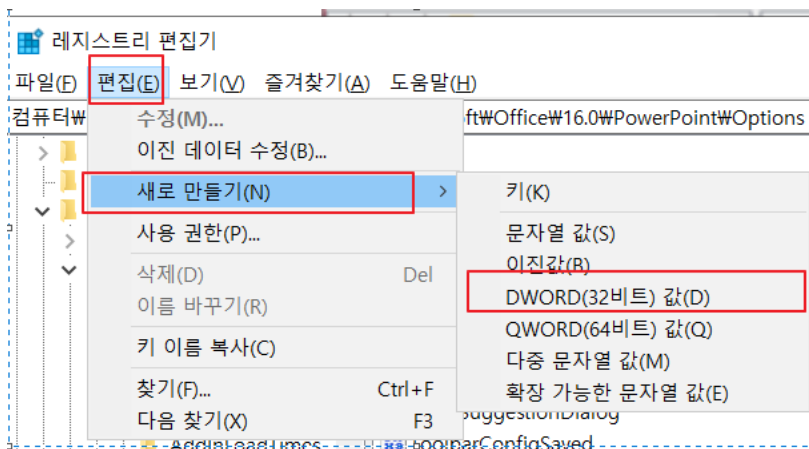 레지스트리 편집기
파일(F) 편집(E) 보기(V) 즐겨찾기(A) 도움말(H)
컴퓨터₩ ft₩Office₩16.0₩PowerPoint₩Options
수정(M)...
이진 데이터 수정(B)...
새로 만들기(N)
키(K)
사용 권한(P)...
문자열 값(S)
이진값(B)
삭제(D) Del
DWORD(32비트) 값(D)
이름 바꾸기(R)
QWORD(64비트) 값(Q)
키 이름 복사(C)
다중 문자열 값(M)
찾기(F)... Ctrl+F
확장 가능한 문자열 값(E)
다음 찾기(X) F3
SuggestionDialog
AddInLoadTimes
ToolbarConfigSaved